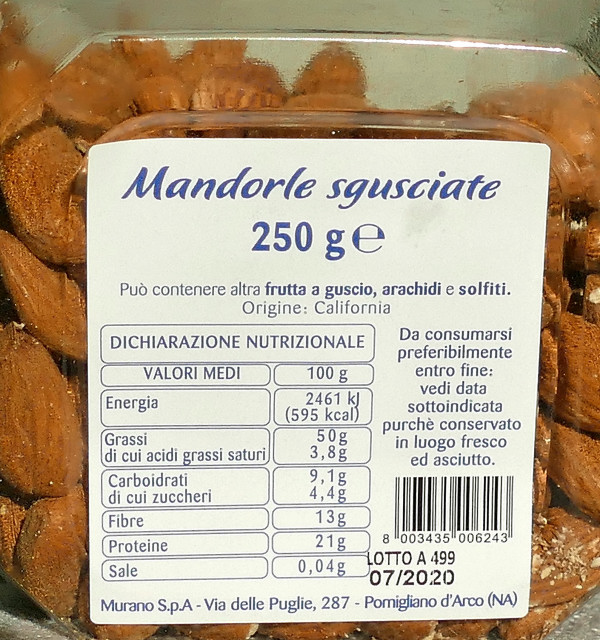 Mandorle sgusciate
250 g e
Può contenere altra frutta a guscio, arachidi e solfiti.
Origine: California
DICHIARAZIONE NUTRIZIONALE
VALORI MEDI 100 g
Energia 2461 kJ
(595 kcal)
Grassi 50g
di cui acidi grassi saturi 3,8g
Carboidrati 9,1g
di cui zuccheri 4,4g
Fibre 13g
Proteine 21g
Sale 0,04g
Da consumarsi
preferibilmente
entro fine:
vedi data
sottoindicata
purchè conservato
in luogo fresco
ed asciutto.
8 003435 006243
LOTTO A 499
07/2020
Murano S.p.A - Via delle Puglie, 287 - Pomigliano d'Arco (NA)